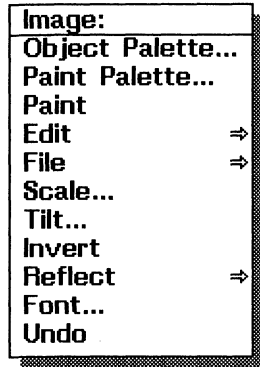 Image:
Object Palette...
Paint Palette...
Paint
Edit ⇒
File ⇒
Scale...
Tilt...
Invert
Reflect ⇒
Font...
Undo